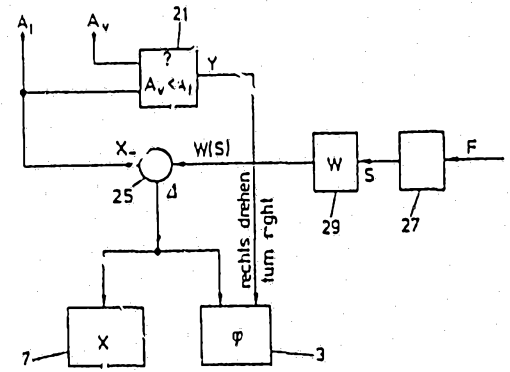 A₁
Aᵥ
21
?
Aᵥ < A₁
Y
X-
W(S)
W
S
F
25
Δ
29
27
rechts drehen
turn right
7
X
φ
3